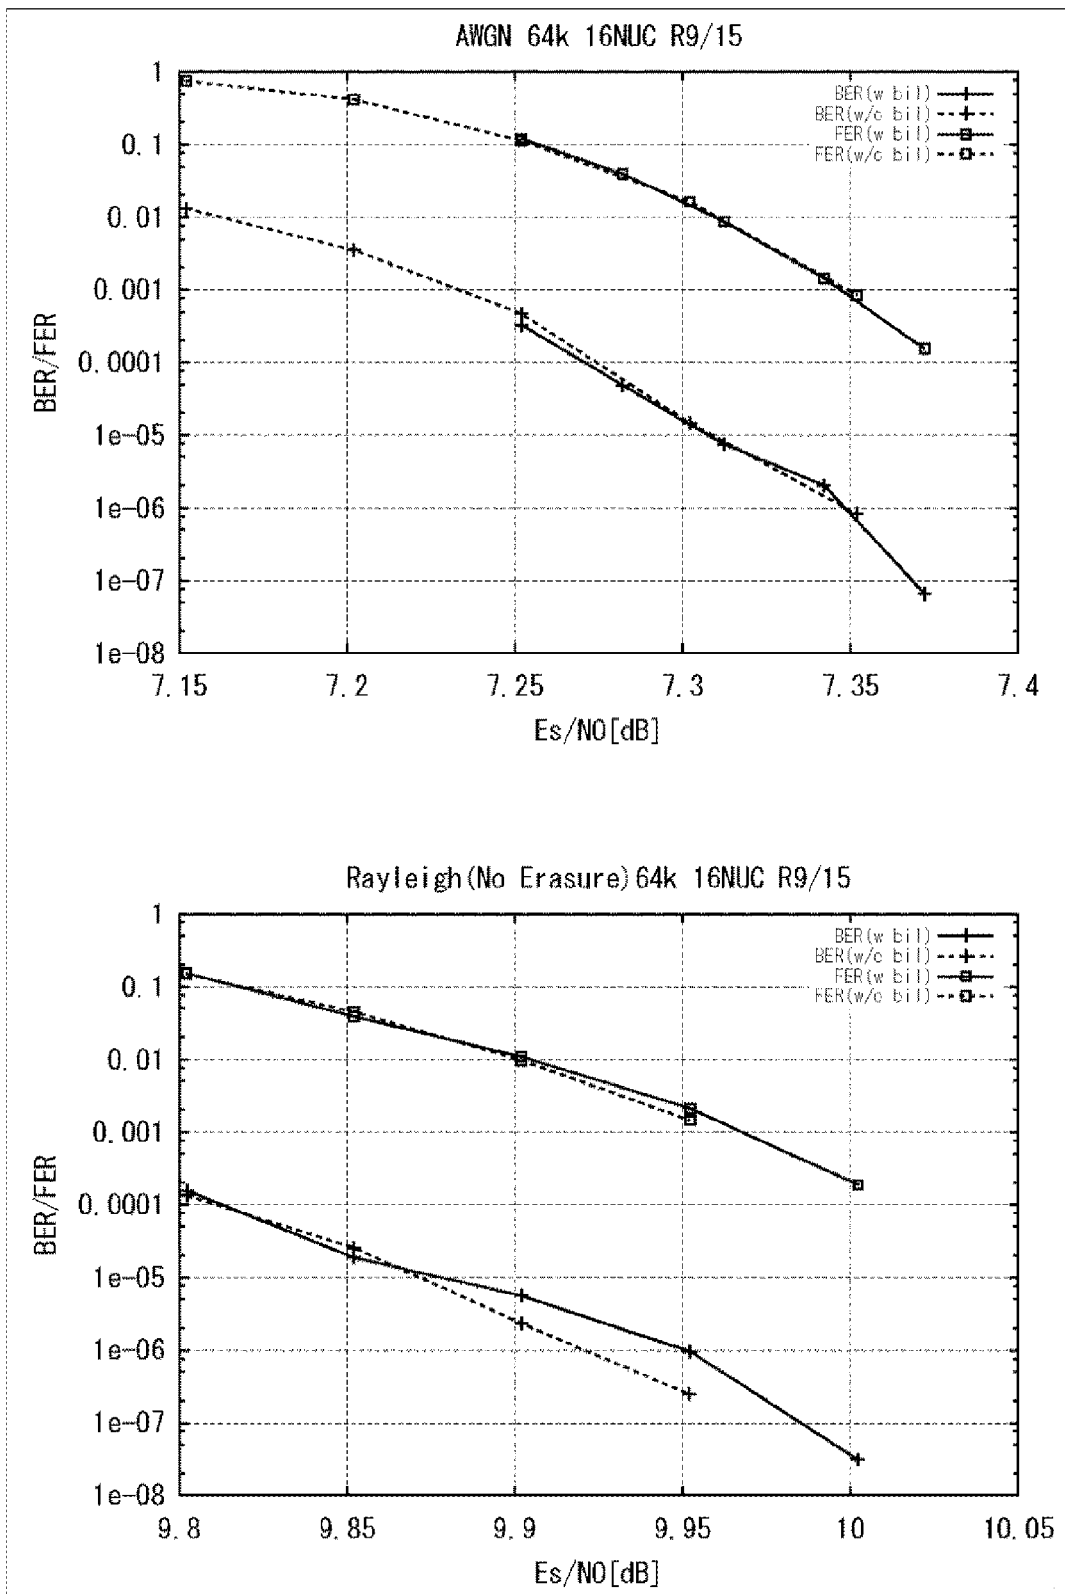 AWGN 64k 16NUC R9/15
BER(w bil)
BER(w/o bil)
FER(w bil)
FER(w/o bil)
1
0.1
0.01
0.001
0.0001
1e-05
1e-06
1e-07
1e-08
BER/FER
7.15 7.2 7.25 7.3 7.35 7.4
Es/N0[dB]
Rayleigh(No Erasure)64k 16NUC R9/15
BER(w bil)
BER(w/o bil)
FER(w bil)
FER(w/o bil)
1
0.1
0.01
0.001
0.0001
1e-05
1e-06
1e-07
1e-08
BER/FER
9.8 9.85 9.9 9.95 10 10.05
Es/N0[dB]